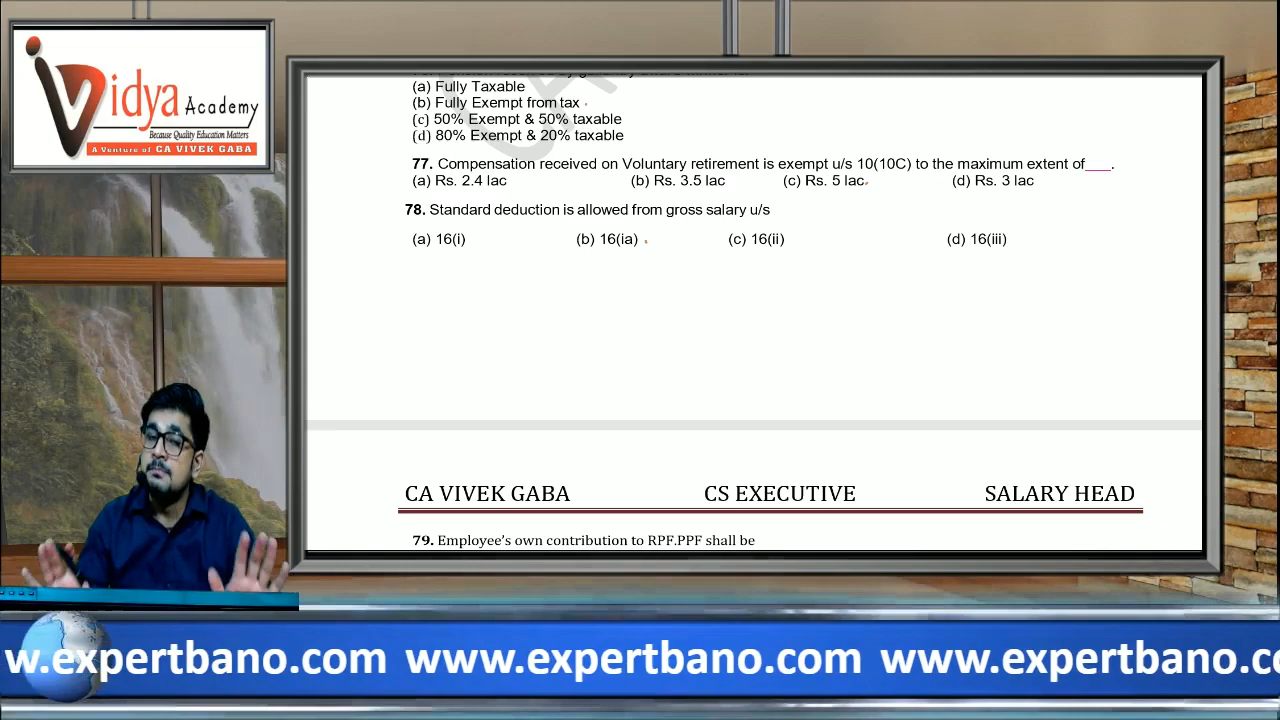 Vidya Academy
Because Quality Education Matters
A Venture of CA VIVEK GABA
(a) Fully Taxable
(b) Fully Exempt from tax
(c) 50% Exempt & 50% taxable
(d) 80% Exempt & 20% taxable
77. Compensation received on Voluntary retirement is exempt u/s 10(10C) to the maximum extent of___.
(a) Rs. 2.4 lac (b) Rs. 3.5 lac (c) Rs. 5 lac (d) Rs. 3 lac
78. Standard deduction is allowed from gross salary u/s
(a) 16(i) (b) 16(ia) (c) 16(ii) (d) 16(iii)
CA VIVEK GABA CS EXECUTIVE SALARY HEAD
79. Employee's own contribution to RPF.PPF shall be
w.expertbano.com www.expertbano.com www.expertbano.co